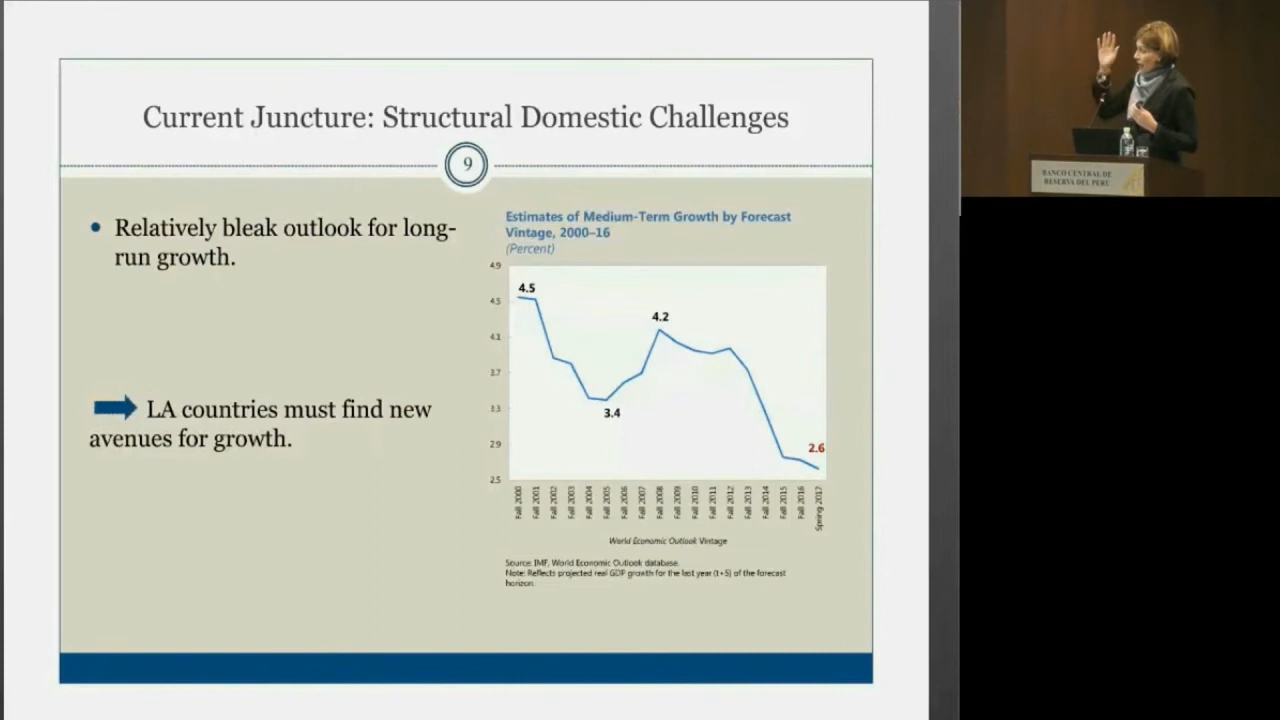 Current Juncture: Structural Domestic Challenges
9
• Relatively bleak outlook for long-
run growth.
LA countries must find new
avenues for growth.
Estimates of Medium-Term Growth by Forecast
Vintage, 2000–16
(Percent)
4.9
4.5
4.1
3.7
3.3
2.9
2.5
4.5
3.4
4.2
2.6
Fall 2000
Fall 2001
Fall 2002
Fall 2003
Fall 2004
Fall 2005
Fall 2006
Fall 2007
Fall 2008
Fall 2009
Fall 2010
Fall 2011
Fall 2012
Fall 2013
Fall 2014
Fall 2015
Fall 2016
Spring 2017
World Economic Outlook Vintage
Source: IMF, World Economic Outlook database.
Note: Reflects projected real GDP growth for the last year (t+5) of the forecast
horizon.
BANCO CENTRAL DE
RESERVA DEL PERÚ